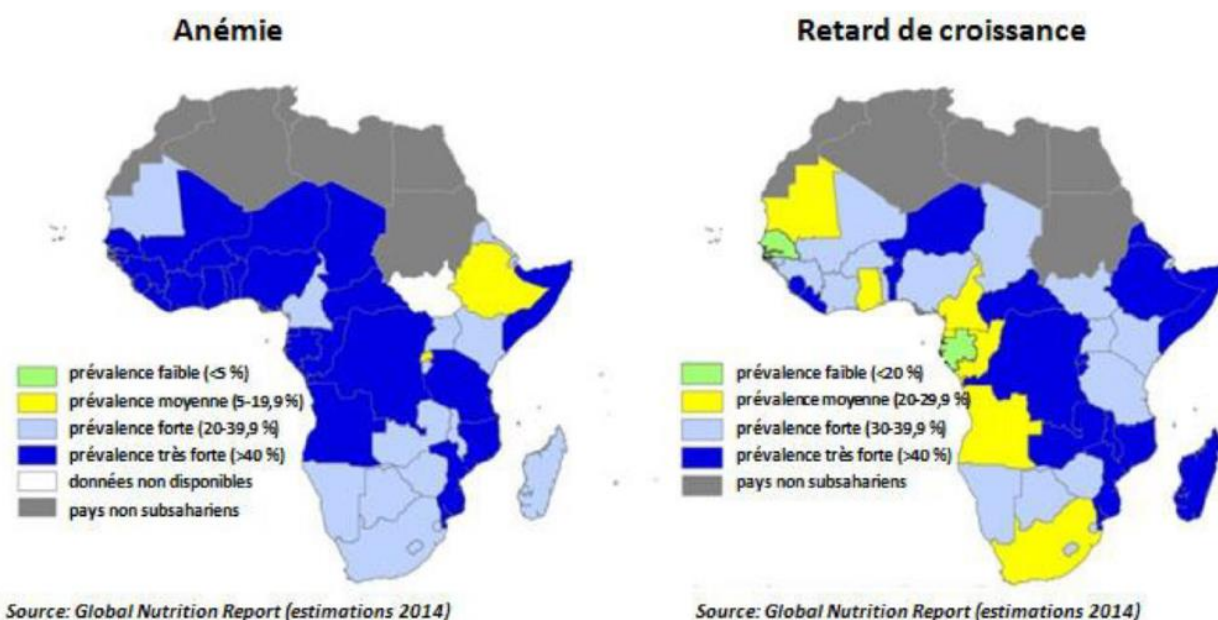 Anémie
prévalence faible (<5 %)
prévalence moyenne (5-19,9 %)
prévalence forte (20-39,9 %)
prévalence très forte (>40 %)
données non disponibles
pays non subsahariens
Source: Global Nutrition Report (estimations 2014)
Retard de croissance
prévalence faible (<20 %)
prévalence moyenne (20-29,9 %)
prévalence forte (30-39,9 %)
prévalence très forte (>40 %)
pays non subsahariens
Source: Global Nutrition Report (estimations 2014)